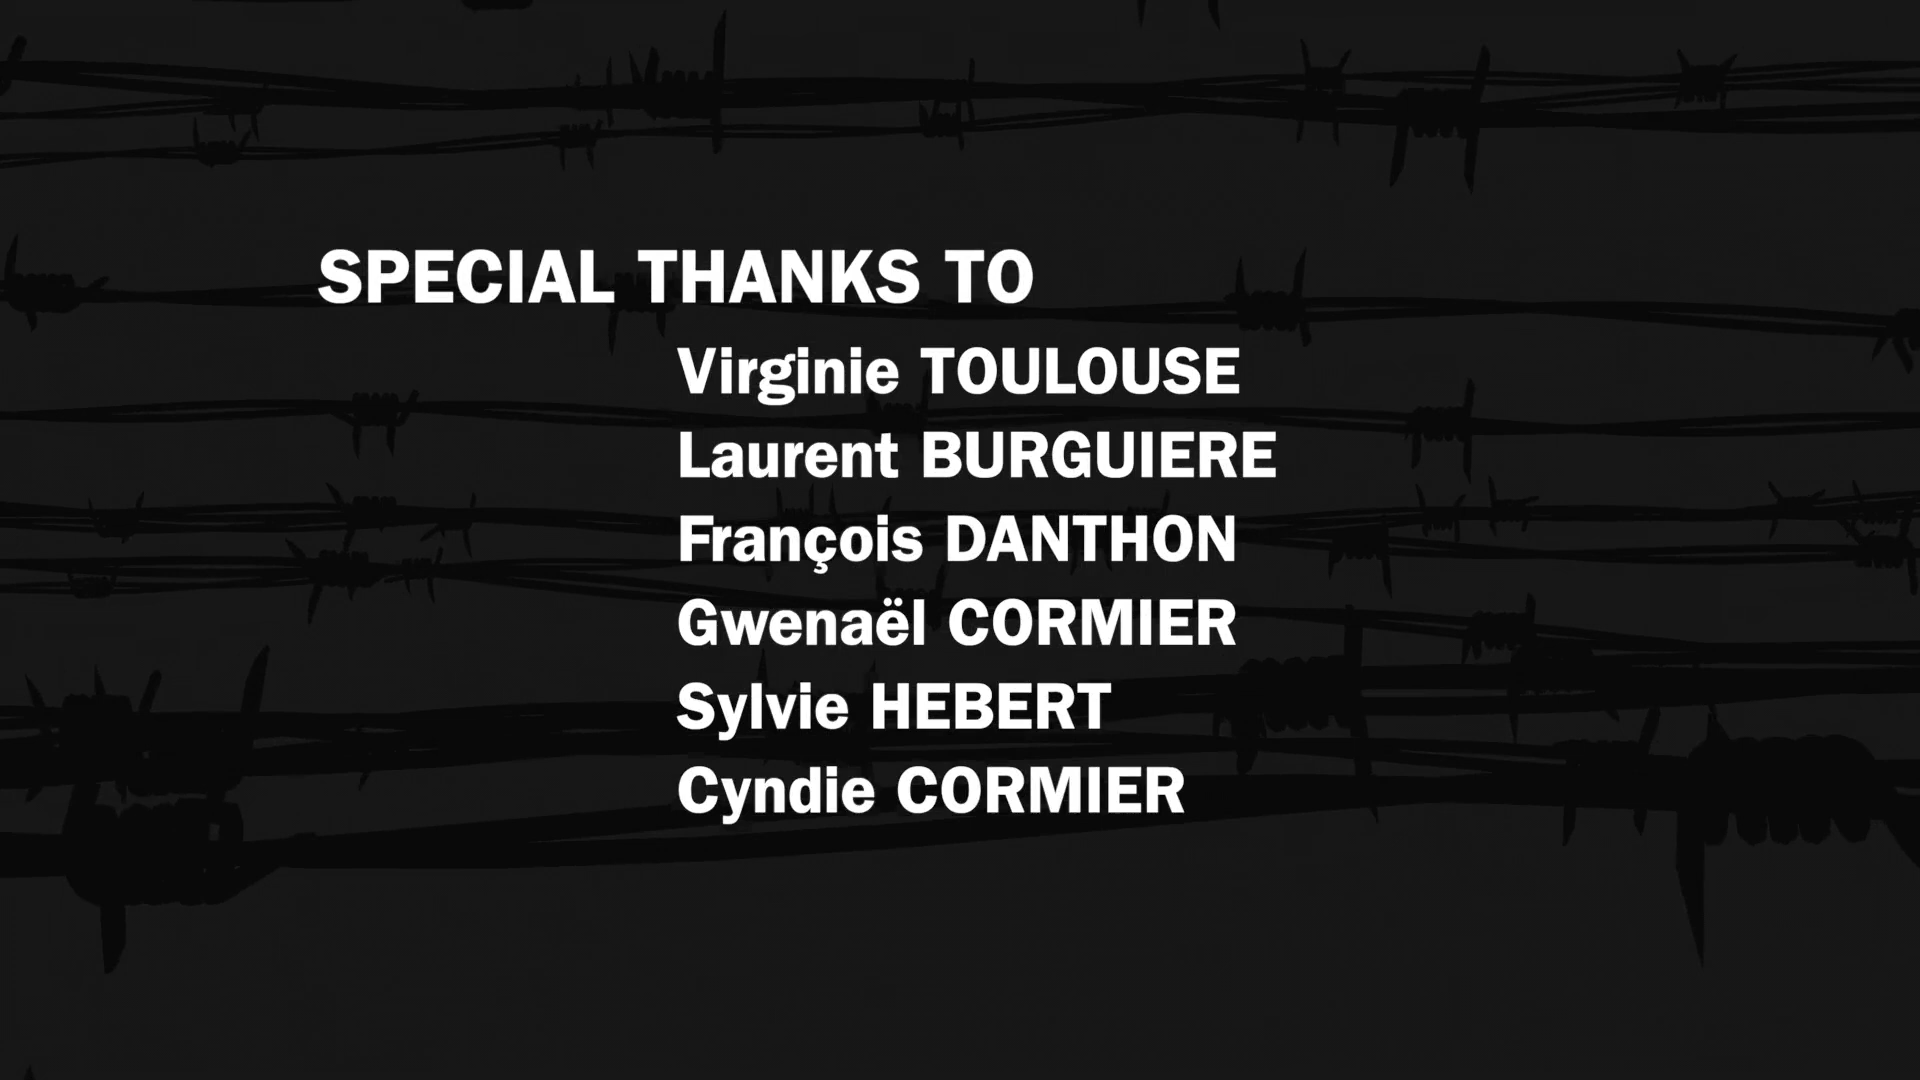 SPECIAL THANKS TO
Virginie TOULOUSE
Laurent BURGUIERE
François DANTHON
Gwenaël CORMIER
Sylvie HEBERT
Cyndie CORMIER